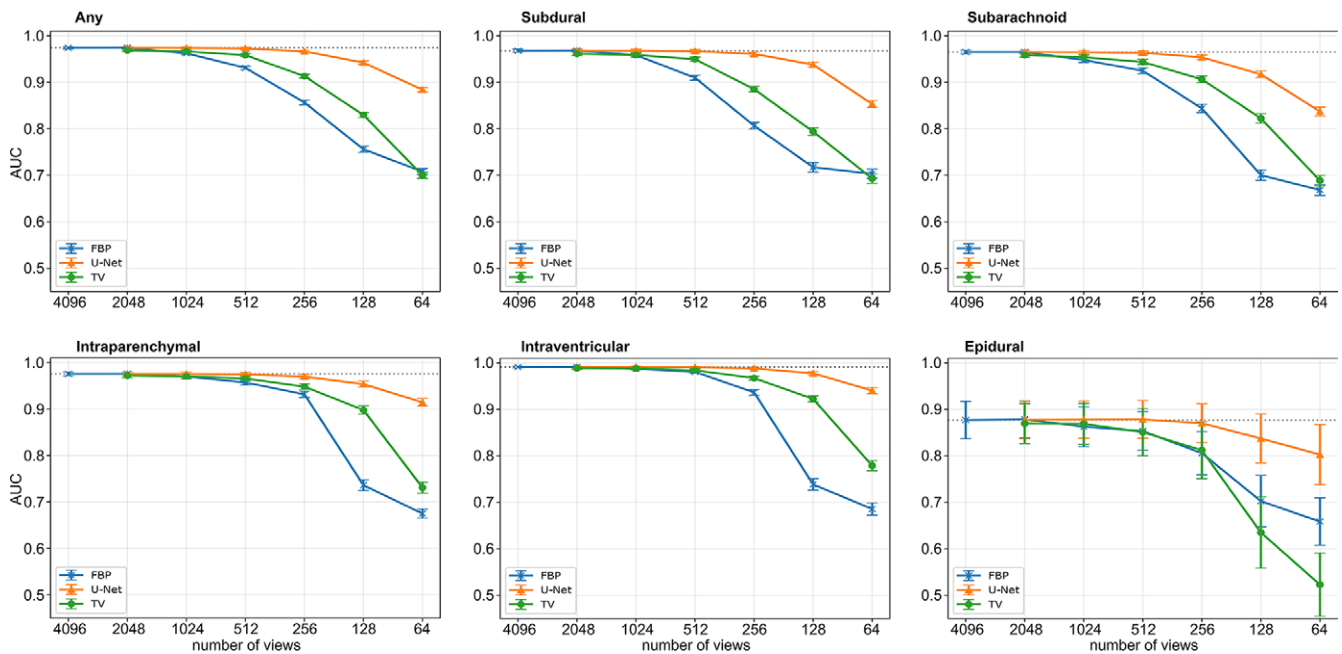 Any
Subdural
Subarachnoid
1.0
0.9
0.8
0.7
0.6
0.5
AUC
FBP
U-Net
TV
4096 2048 1024 512 256 128 64
1.0
0.9
0.8
0.7
0.6
0.5
FBP
U-Net
TV
4096 2048 1024 512 256 128 64
1.0
0.9
0.8
0.7
0.6
0.5
FBP
U-Net
TV
4096 2048 1024 512 256 128 64
Intraparenchymal
Intraventricular
Epidural
1.0
0.9
0.8
0.7
0.6
0.5
AUC
FBP
U-Net
TV
4096 2048 1024 512 256 128 64
number of views
1.0
0.9
0.8
0.7
0.6
0.5
FBP
U-Net
TV
4096 2048 1024 512 256 128 64
number of views
1.0
0.9
0.8
0.7
0.6
0.5
FBP
U-Net
TV
4096 2048 1024 512 256 128 64
number of views